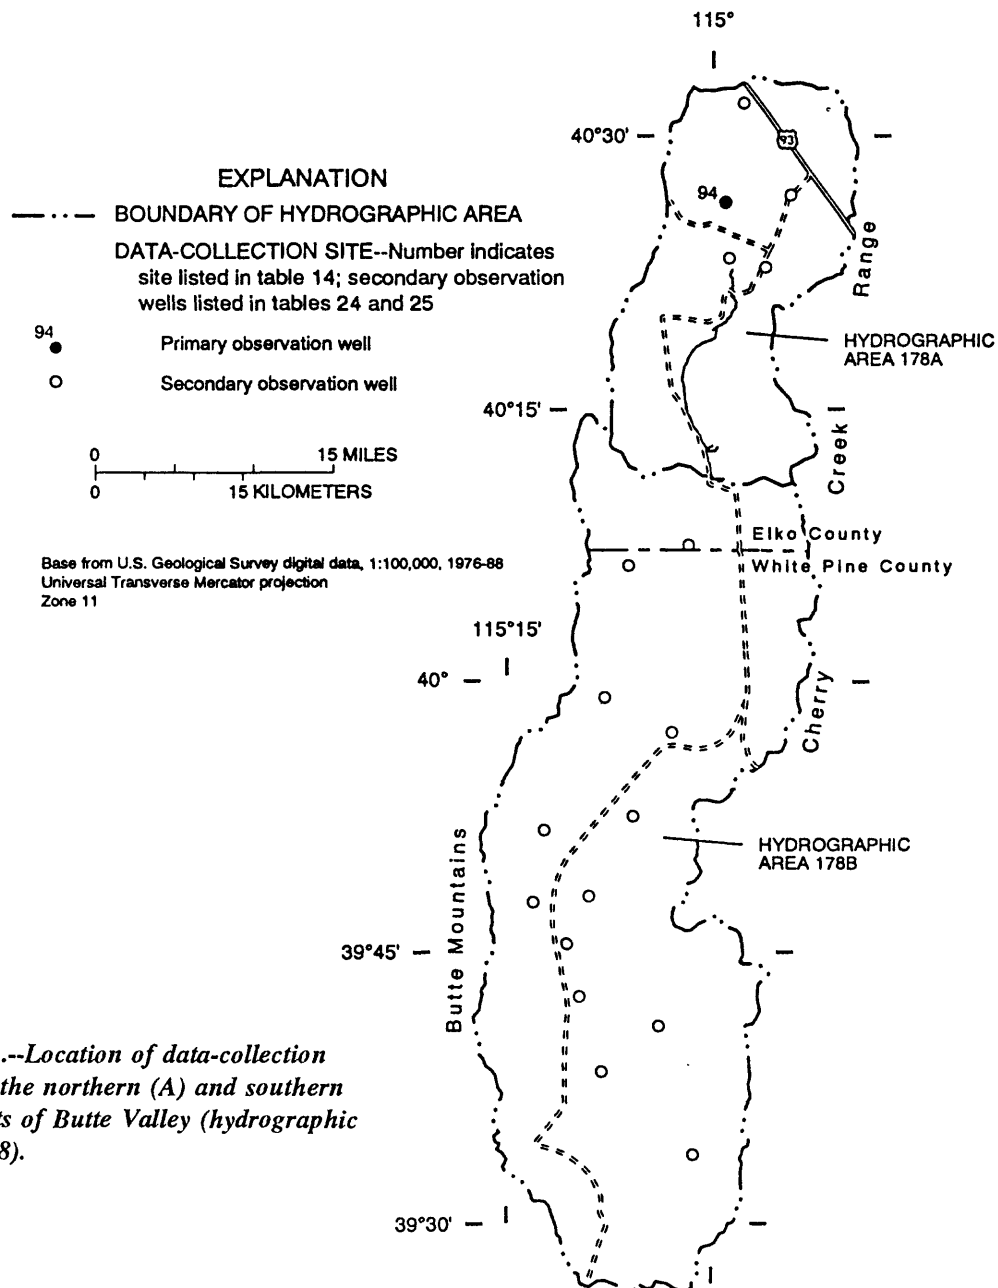 115°
40°30'
93
EXPLANATION
BOUNDARY OF HYDROGRAPHIC AREA
DATA-COLLECTION SITE--Number indicates
site listed in table 14; secondary observation
wells listed in tables 24 and 25
94
Primary observation well
Secondary observation well
0 15 MILES
0 15 KILOMETERS
Base from U.S. Geological Survey digital data, 1:100,000, 1976-88
Universal Transverse Mercator projection
Zone 11
94
Range
HYDROGRAPHIC
AREA 178A
40°15'
Creek
Elko County
White Pine County
115°15'
40°
Cherry
HYDROGRAPHIC
AREA 178B
Butte Mountains
39°45'
.--Location of data-collection
the northern (A) and southern
ts of Butte Valley (hydrographic
8).
39°30'